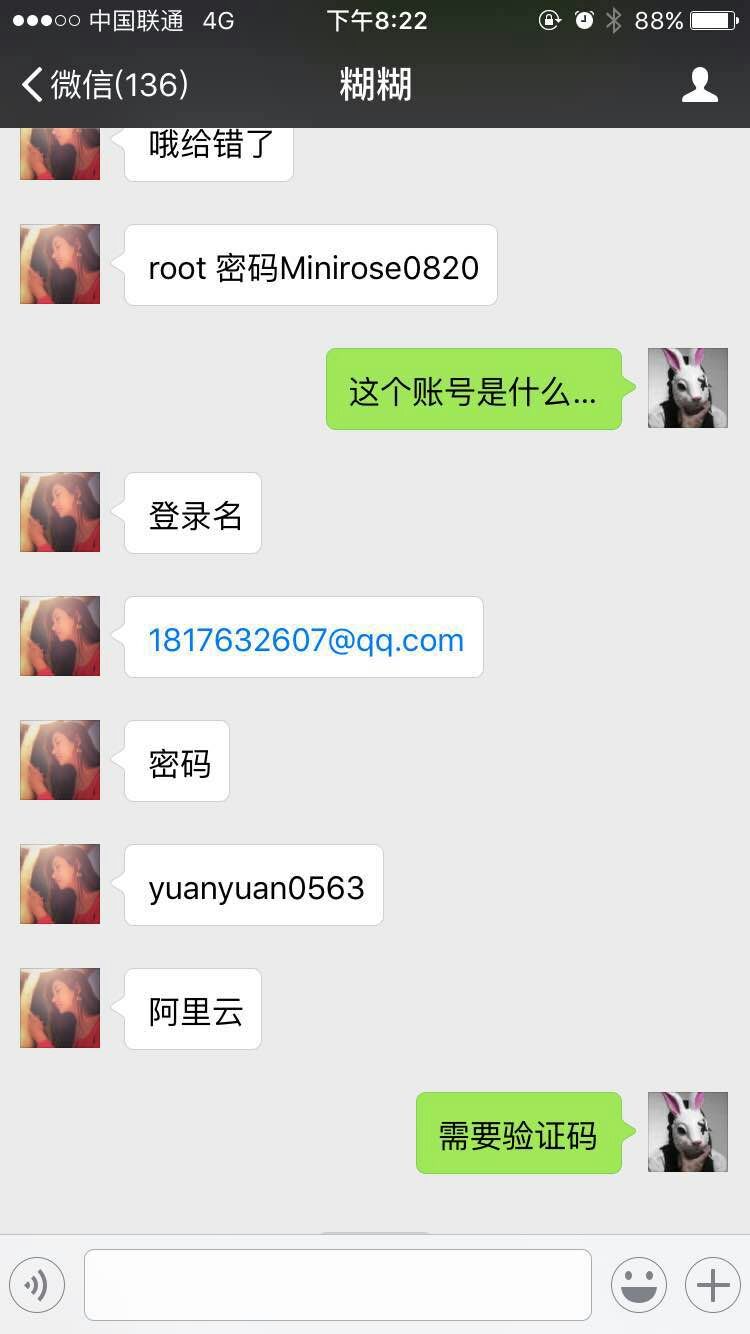 中国联通 4G 下午8:22 88%
微信(136) 糊糊
哦给错了
root 密码Minirose0820
这个账号是什么...
登录名
1817632607@qq.com
密码
yuanyuan0563
阿里云
需要验证码